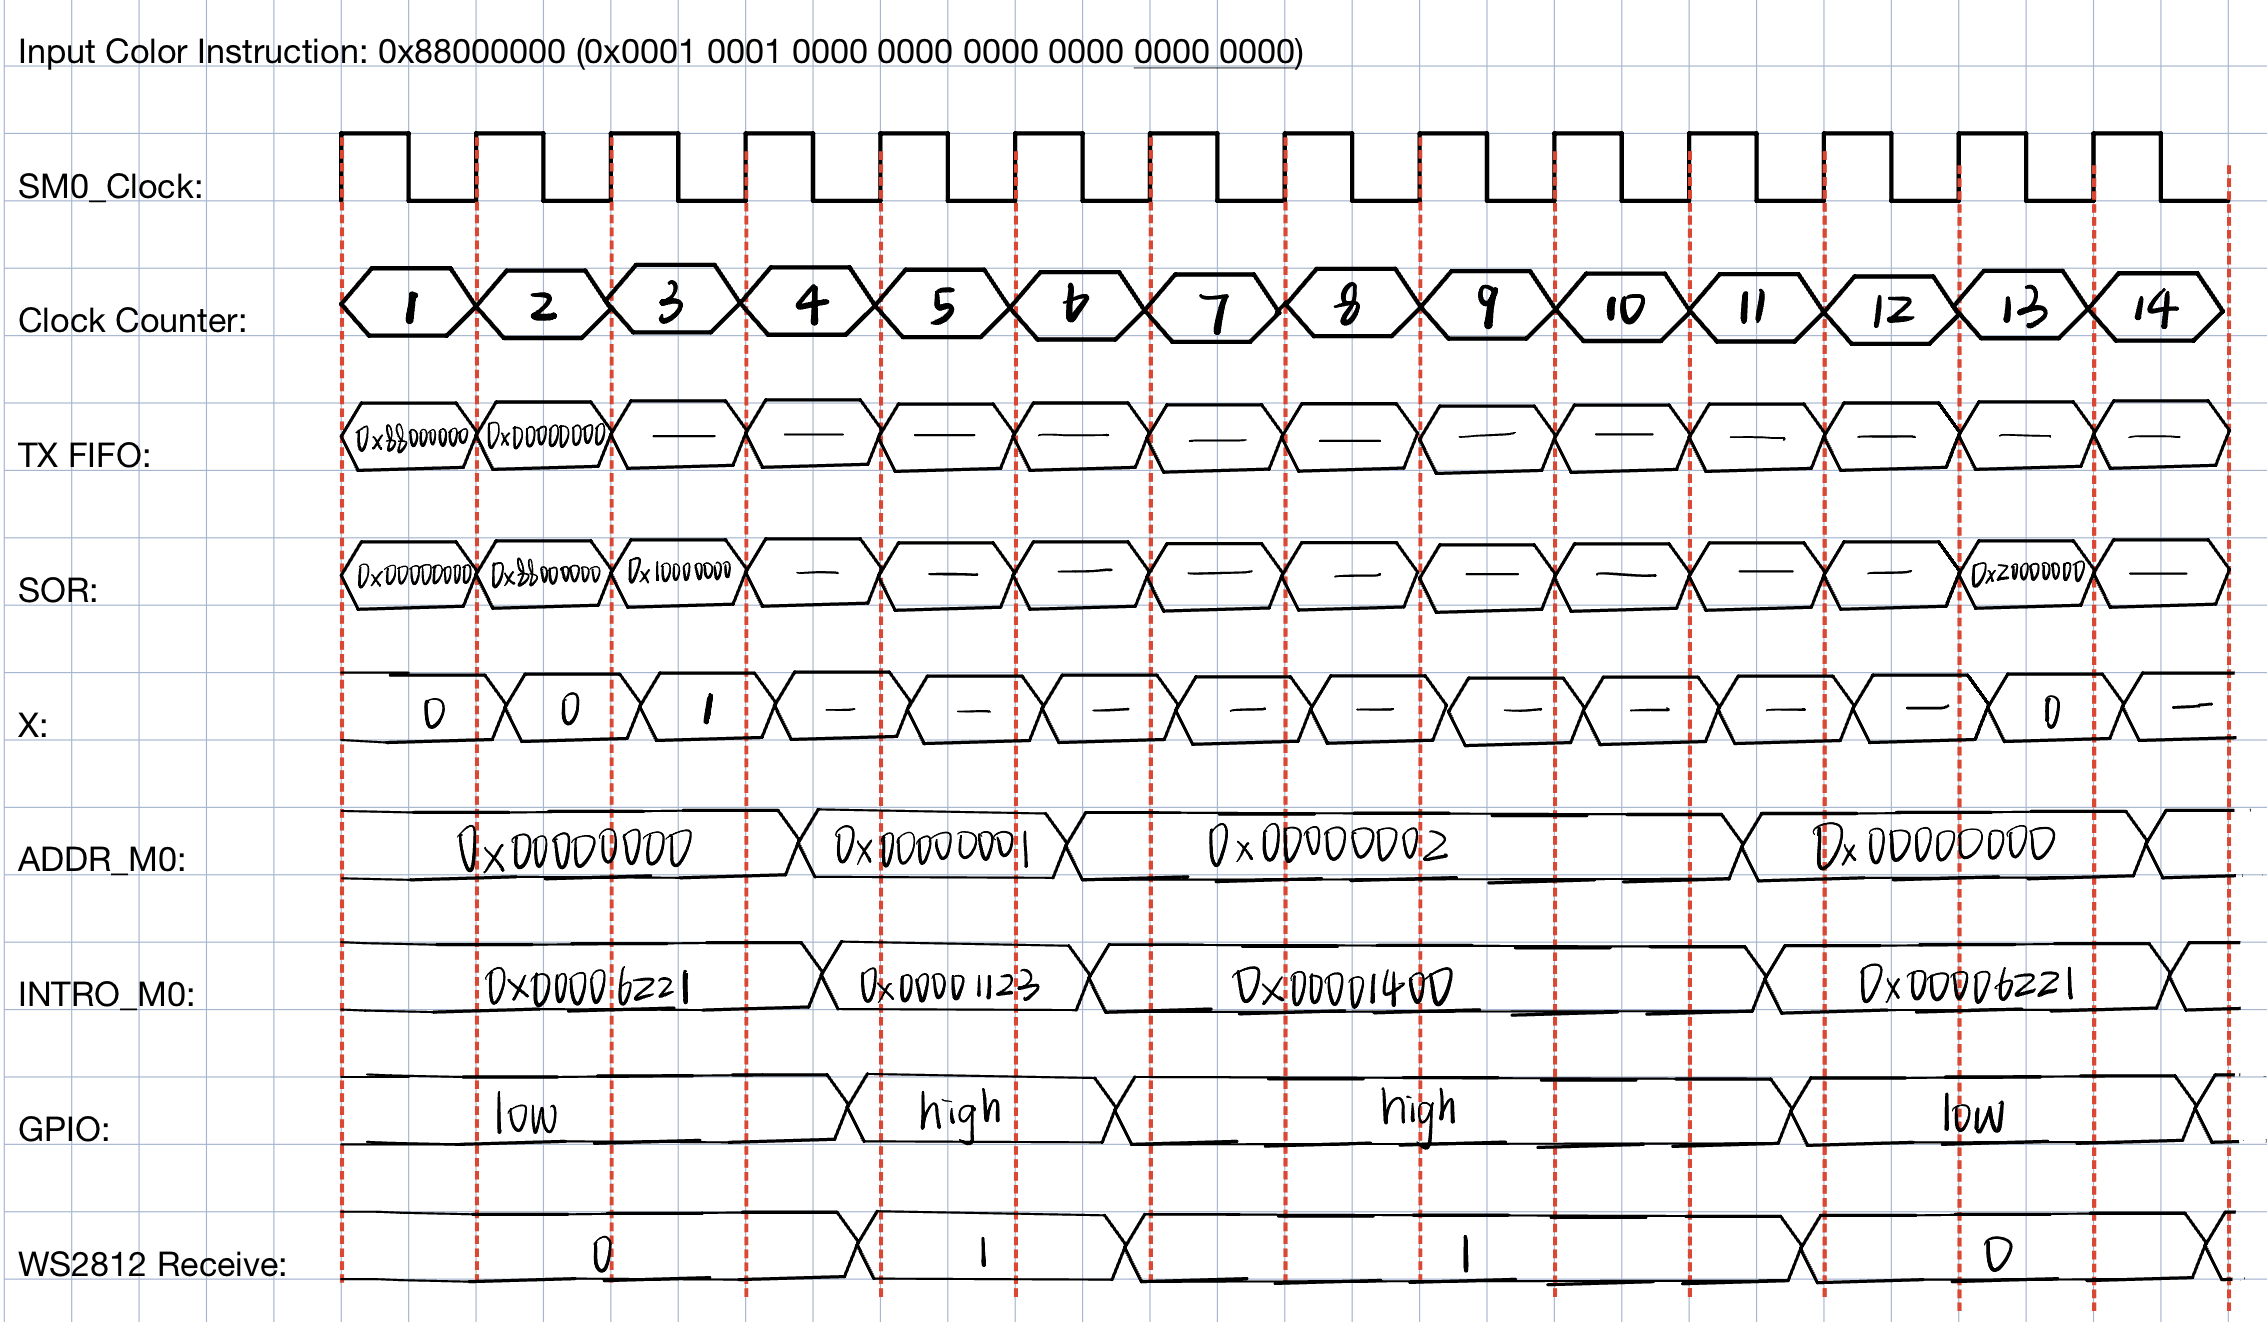 Input Color Instruction: 0x88000000 (0x0001 0001 0000 0000 0000 0000 0000 0000)
SM0_Clock:
Clock Counter: 1 2 3 4 5 6 7 8 9 10 11 12 13 14
TX FIFO: 0x88000000 0x00000000 — — — — — — — — — — — —
SOR: 0x00000000 0x88000000 0x10000000 — — — — — — — — — 0x20000000 —
X: 0 0 1 — — — — — — — — — 0 —
ADDR_M0: 0x00000000 0x00000001 0x00000002 0x00000000
INTRO_M0: 0x00006221 0x00001123 0x00001400 0x00006221
GPIO: low high high low
WS2812 Receive: 0 1 1 0